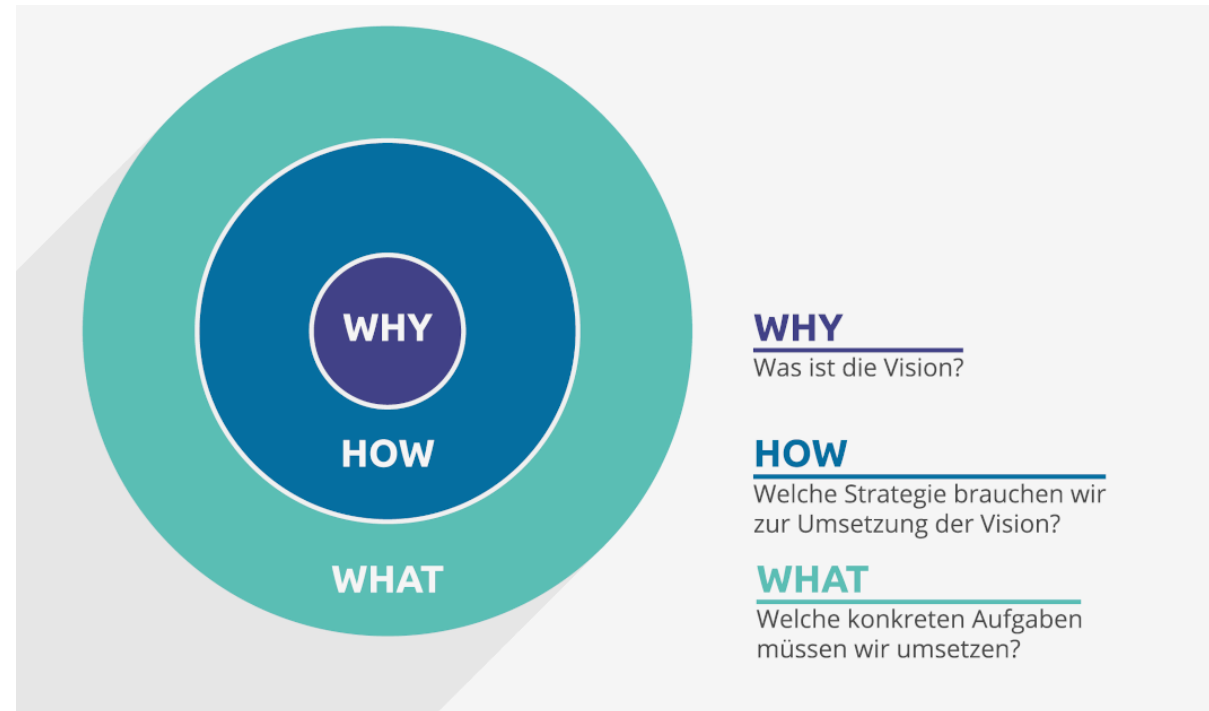 WHY
HOW
WHAT
WHY
Was ist die Vision?
HOW
Welche Strategie brauchen wir
zur Umsetzung der Vision?
WHAT
Welche konkreten Aufgaben
müssen wir umsetzen?